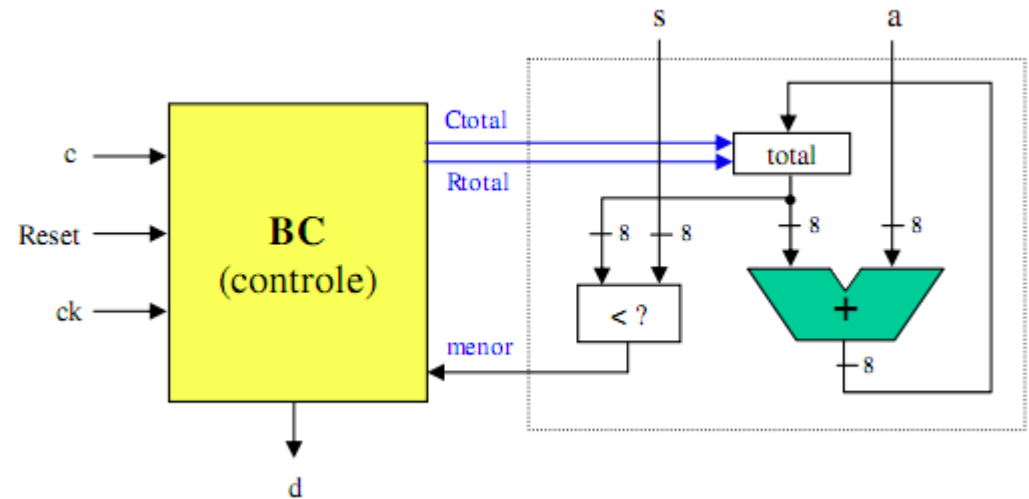 s
a
Ctotal
c
total
Rtotal
Reset
BC
8
8
8
8
(controle)
ck
< ?
+
menor
8
d